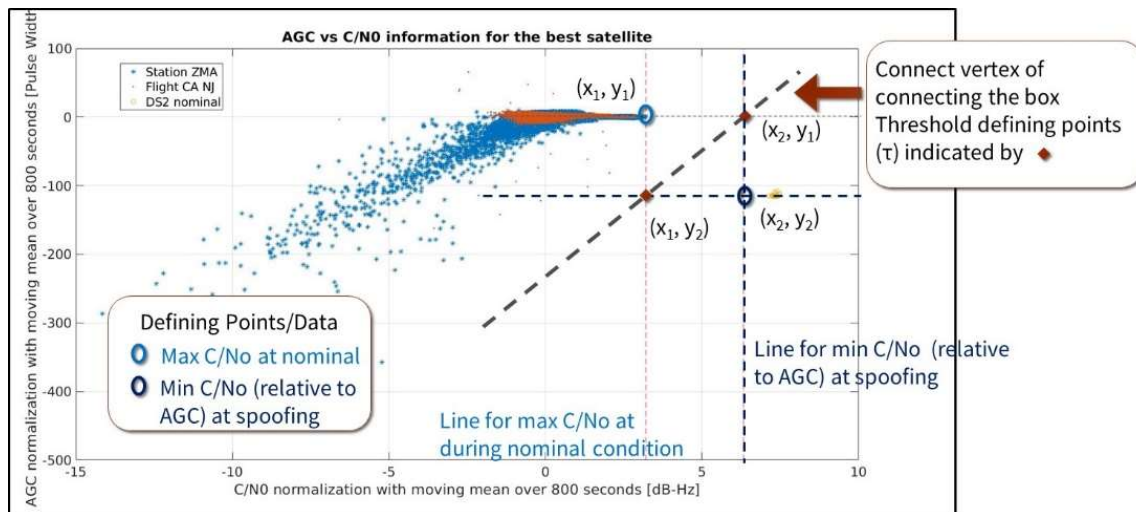 AGC vs C/N0 information for the best satellite
AGC normalization with moving mean over 800 seconds [Pulse Width
100
0
-100
-200
-300
-400
-500
-15
-10
-5
0
5
10
C/N0 normalization with moving mean over 800 seconds [dB-Hz]
Station ZMA
Flight CA NJ
DS2 nominal
(x₁, y₁)
(x₂, y₁)
(x₁, y₂)
(x₂, y₂)
Connect vertex of
connecting the box
Threshold defining points
(τ) indicated by
Defining Points/Data
Max C/No at nominal
Min C/No (relative to
AGC) at spoofing
Line for max C/No at
during nominal condition
Line for min C/No (relative
to AGC) at spoofing